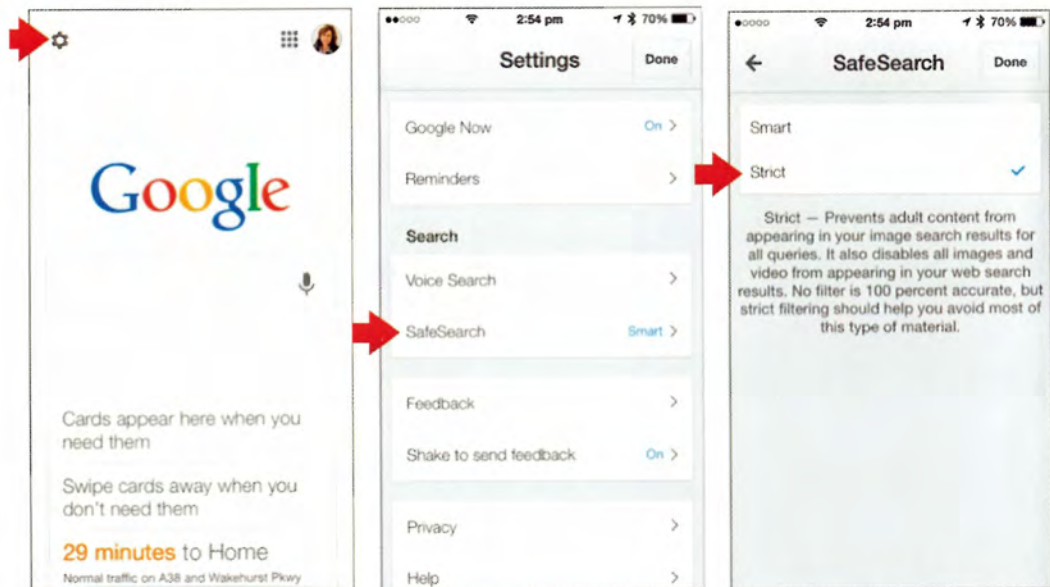 Google
Cards appear here when you
need them
Swipe cards away when you
don't need them
29 minutes to Home
Normal traffic on A38 and Wakehurst Pkwy
2:54 pm
70%
Settings
Done
Google Now
On
Reminders
Search
Voice Search
SafeSearch
Smart
Feedback
Shake to send feedback
On
Privacy
Help
2:54 pm
70%
SafeSearch
Done
Smart
Strict
Strict — Prevents adult content from
appearing in your image search results for
all queries. It also disables all images and
video from appearing in your web search
results. No filter is 100 percent accurate, but
strict filtering should help you avoid most of
this type of material.